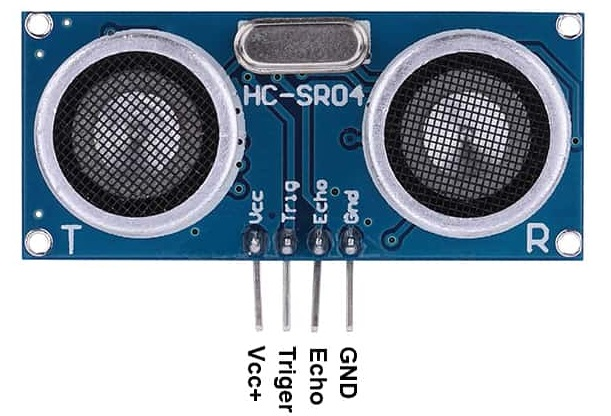 HC-SR04
Vcc
Trig
Echo
Gnd
T
R
Vcc+
Triger
Echo
GND